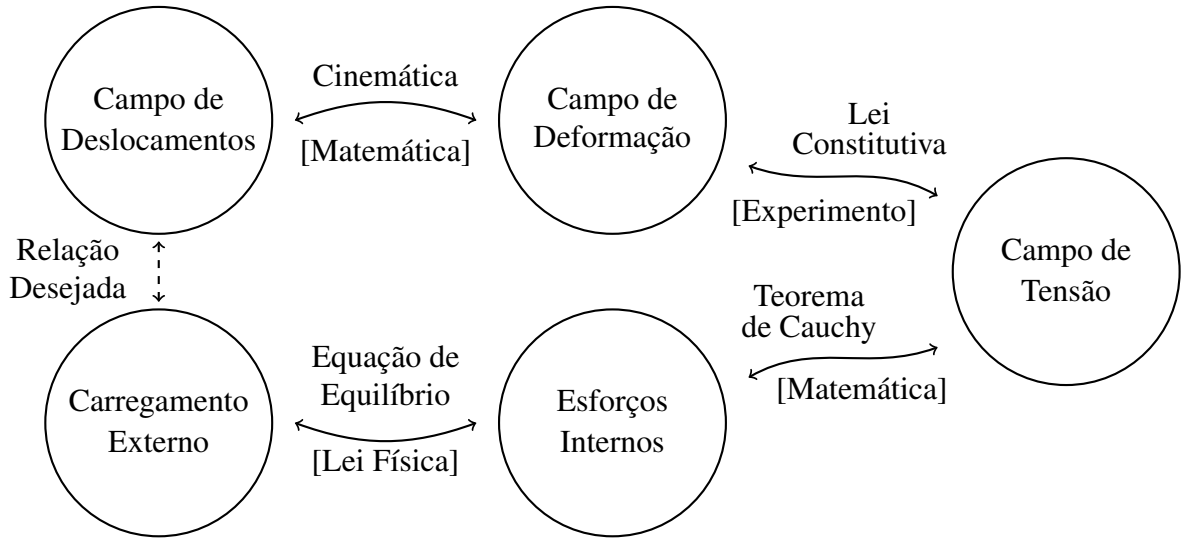 Campo de
Deslocamentos
Cinemática
[Matemática]
Campo de
Deformação
Lei
Constitutiva
[Experimento]
Campo de
Tensão
Relação
Desejada
Teorema
de Cauchy
[Matemática]
Carregamento
Externo
Equação de
Equilíbrio
[Lei Física]
Esforços
Internos